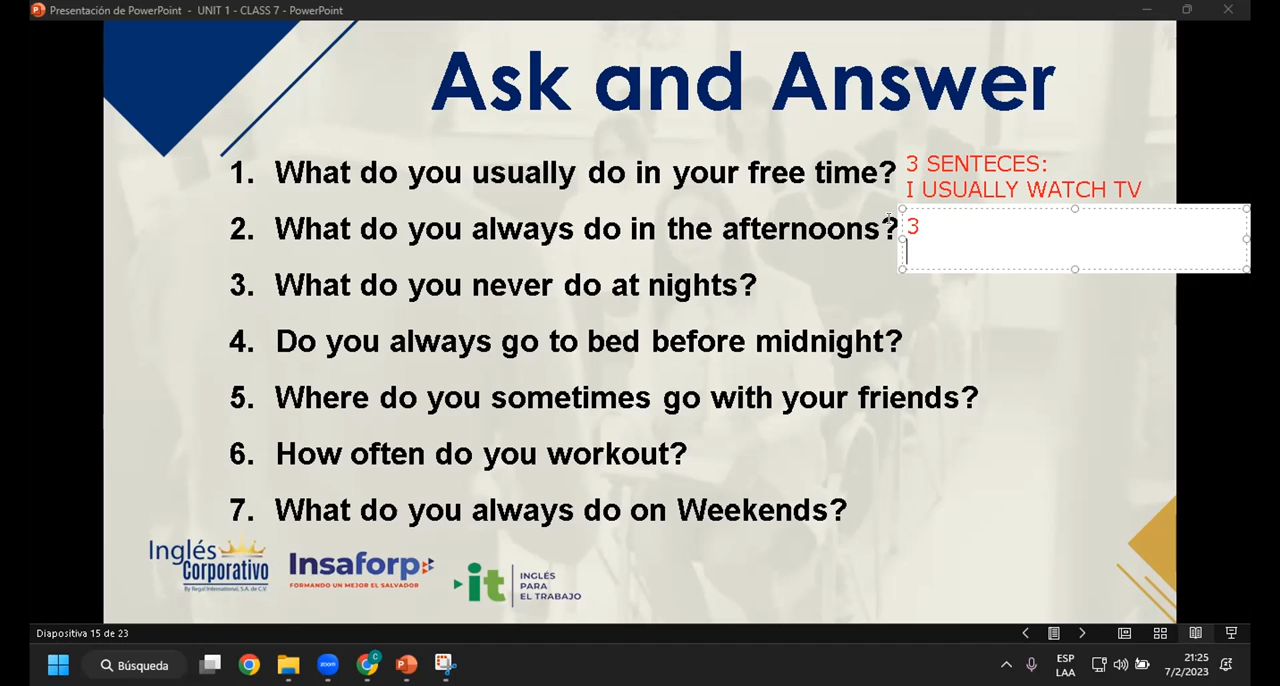 Presentación de PowerPoint - UNIT 1 - CLASS 7 - PowerPoint
Ask and Answer
1. What do you usually do in your free time?
3 SENTECES:
I USUALLY WATCH TV
2. What do you always do in the afternoons?
3
3. What do you never do at nights?
4. Do you always go to bed before midnight?
5. Where do you sometimes go with your friends?
6. How often do you workout?
7. What do you always do on Weekends?
Inglés
Corporativo
By Regal International, S.A. de C.V.
Insaforp
FORMANDO UN MEJOR EL SALVADOR
it
INGLÉS
PARA
EL TRABAJO
Diapositiva 15 de 23
Búsqueda
zoom
ESP
LAA
21:25
7/2/2023